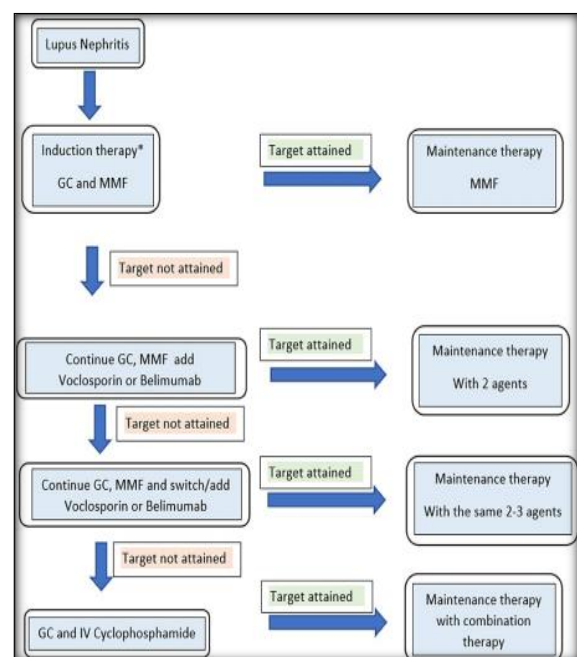 Lupus Nephritis
Induction therapy*
GC and MMF
Target attained
Maintenance therapy
MMF
Target not attained
Continue GC, MMF add
Voclosporin or Belimumab
Target attained
Maintenance therapy
With 2 agents
Target not attained
Continue GC, MMF and switch/add
Voclosporin or Belimumab
Target attained
Maintenance therapy
With the same 2-3 agents
Target not attained
GC and IV Cyclophosphamide
Target attained
Maintenance therapy
with combination
therapy